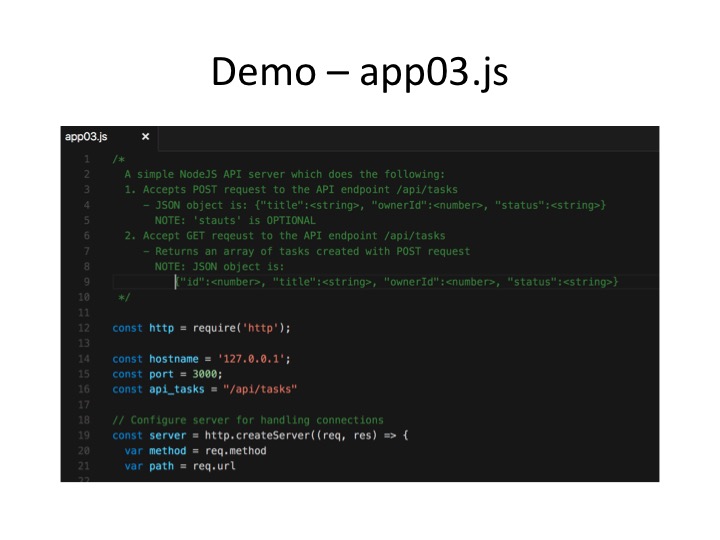 Demo – app03.js
app03.js ×
1 /*
2 A simple NodeJS API server which does the following:
3 1. Accepts POST request to the API endpoint /api/tasks
4 - JSON object is: {"title":<string>, "ownerId":<number>, "status":<string>}
5 NOTE: 'stauts' is OPTIONAL
6 2. Accept GET reqeust to the API endpoint /api/tasks
7 - Returns an array of tasks created with POST request
8 NOTE: JSON object is:
9 {"id":<number>, "title":<string>, "ownerId":<number>, "status":<string>}
10 */
11
12 const http = require('http');
13
14 const hostname = '127.0.0.1';
15 const port = 3000;
16 const api_tasks = "/api/tasks"
17
18 // Configure server for handling connections
19 const server = http.createServer((req, res) => {
20 var method = req.method
21 var path = req.url
22